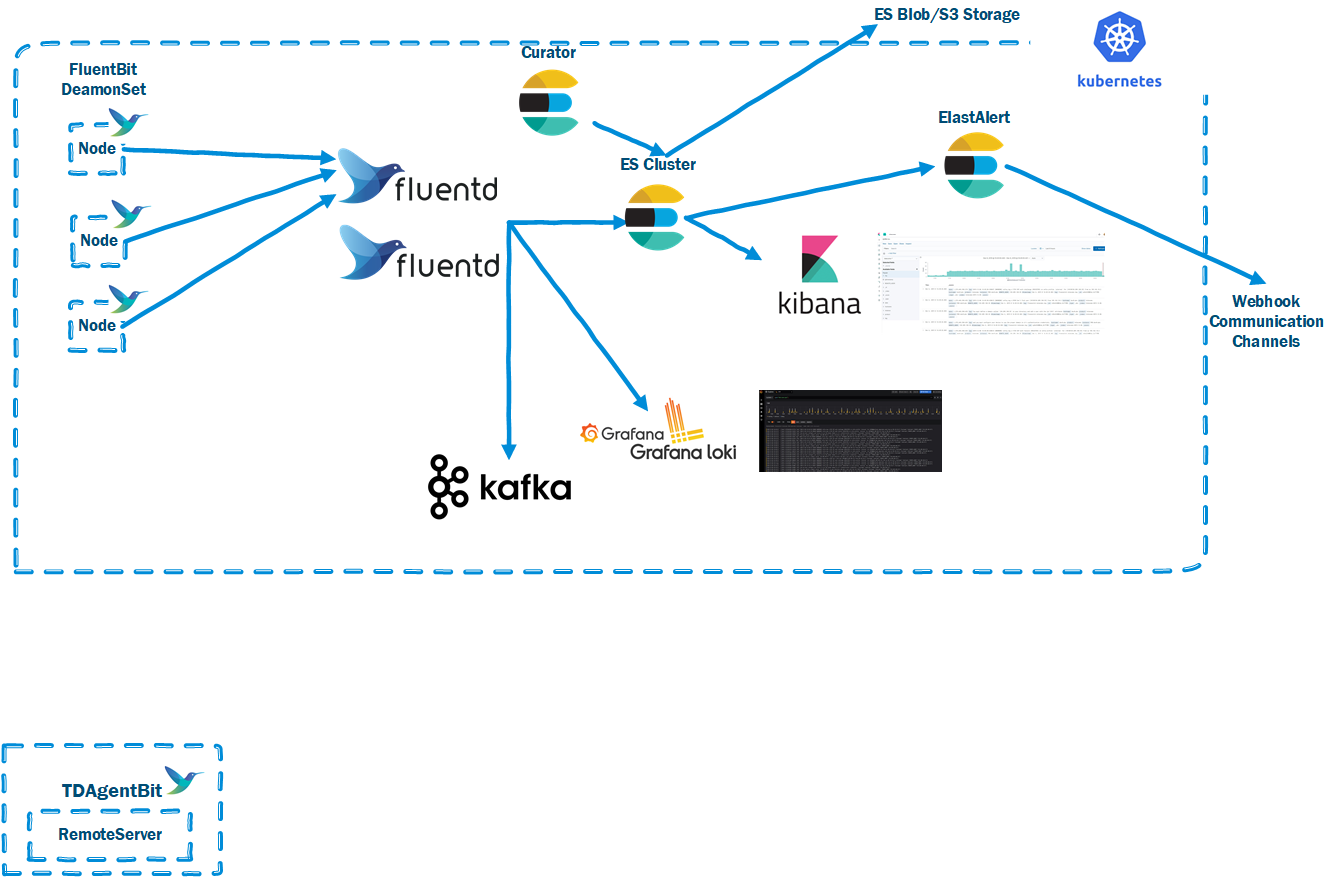 ES Blob/S3 Storage
kubernetes
Curator
FluentBit
DeamonSet
Node
fluentd
ES Cluster
ElastAlert
Node
fluentd
Node
kibana
Webhook
Communication
Channels
Grafana
Grafana loki
kafka
TDAgentBit
RemoteServer